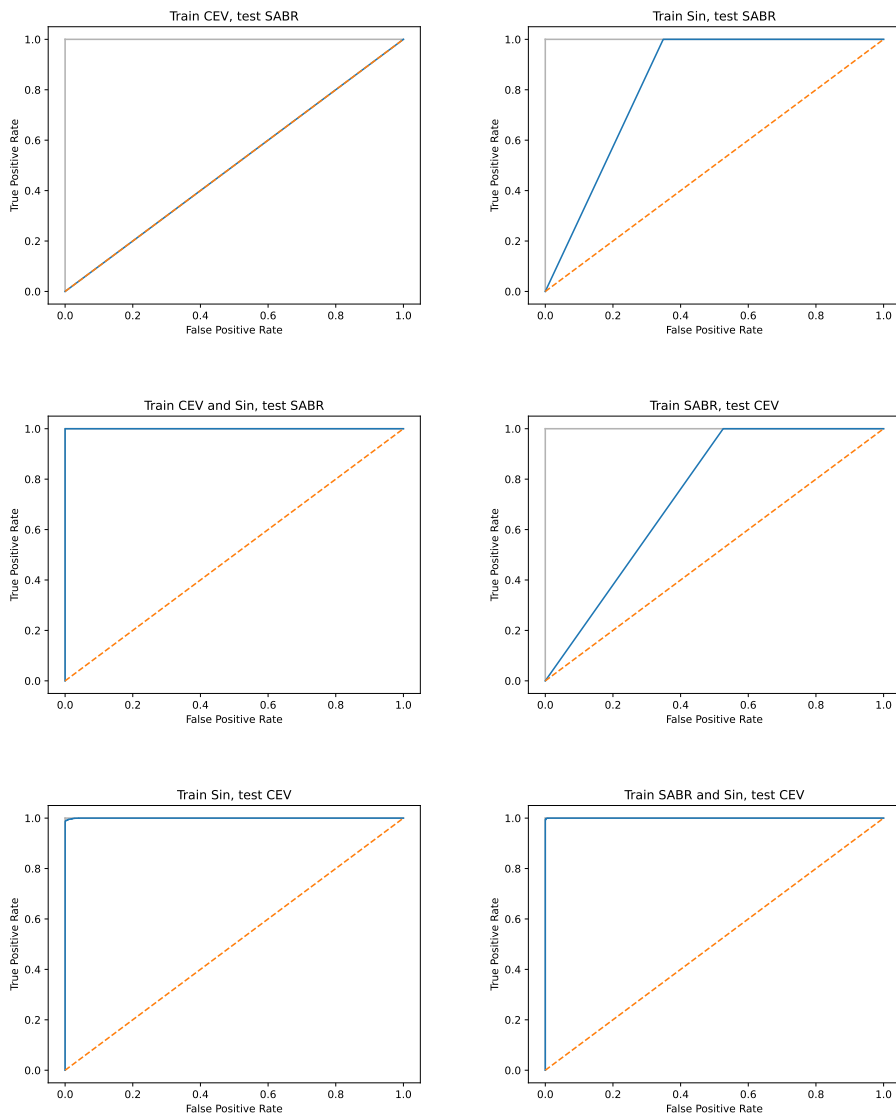 Train CEV, test SABR
True Positive Rate
1.0
0.8
0.6
0.4
0.2
0.0
0.0 0.2 0.4 0.6 0.8 1.0
False Positive Rate
Train Sin, test SABR
True Positive Rate
1.0
0.8
0.6
0.4
0.2
0.0
0.0 0.2 0.4 0.6 0.8 1.0
False Positive Rate
Train CEV and Sin, test SABR
True Positive Rate
1.0
0.8
0.6
0.4
0.2
0.0
0.0 0.2 0.4 0.6 0.8 1.0
False Positive Rate
Train SABR, test CEV
True Positive Rate
1.0
0.8
0.6
0.4
0.2
0.0
0.0 0.2 0.4 0.6 0.8 1.0
False Positive Rate
Train Sin, test CEV
True Positive Rate
1.0
0.8
0.6
0.4
0.2
0.0
0.0 0.2 0.4 0.6 0.8 1.0
False Positive Rate
Train SABR and Sin, test CEV
True Positive Rate
1.0
0.8
0.6
0.4
0.2
0.0
0.0 0.2 0.4 0.6 0.8 1.0
False Positive Rate